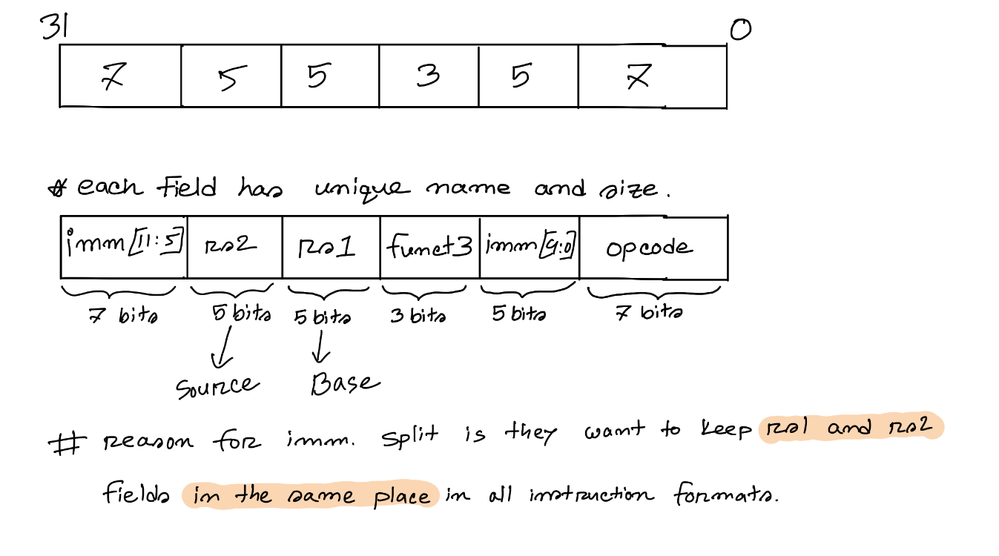 31 0
7 5 5 3 5 7
* each field has unique name and size.
imm[11:5] rs2 rs1 funct3 imm[4:0] opcode
7 bits 5 bits 5 bits 3 bits 5 bits 7 bits
Source Base
# reason for imm. split is they want to keep rs1 and rs2
fields in the same place in all instruction formats.